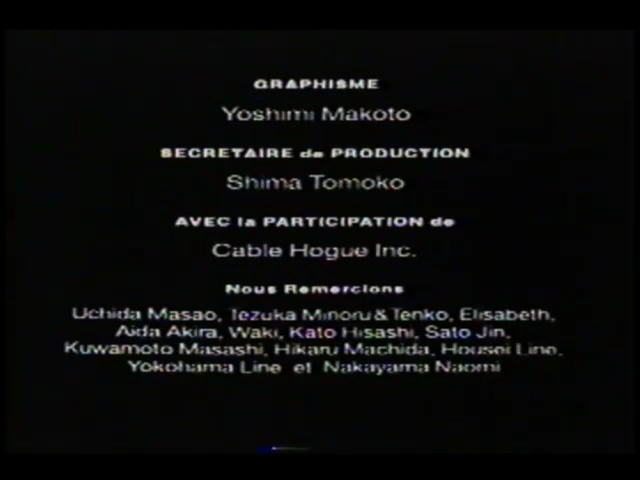 GRAPHISME
Yoshimi Makoto
SECRETAIRE de PRODUCTION
Shima Tomoko
AVEC la PARTICIPATION de
Cable Hogue Inc.
Nous Remercions
Uchida Masao, Tezuka Minoru & Tenko, Elisabeth,
Aida Akira, Waki, Kato Hisashi, Sato Jin,
Kuwamoto Masashi, Hikaru Machida, Housei Line,
Yokohama Line et Nakayama Naomi